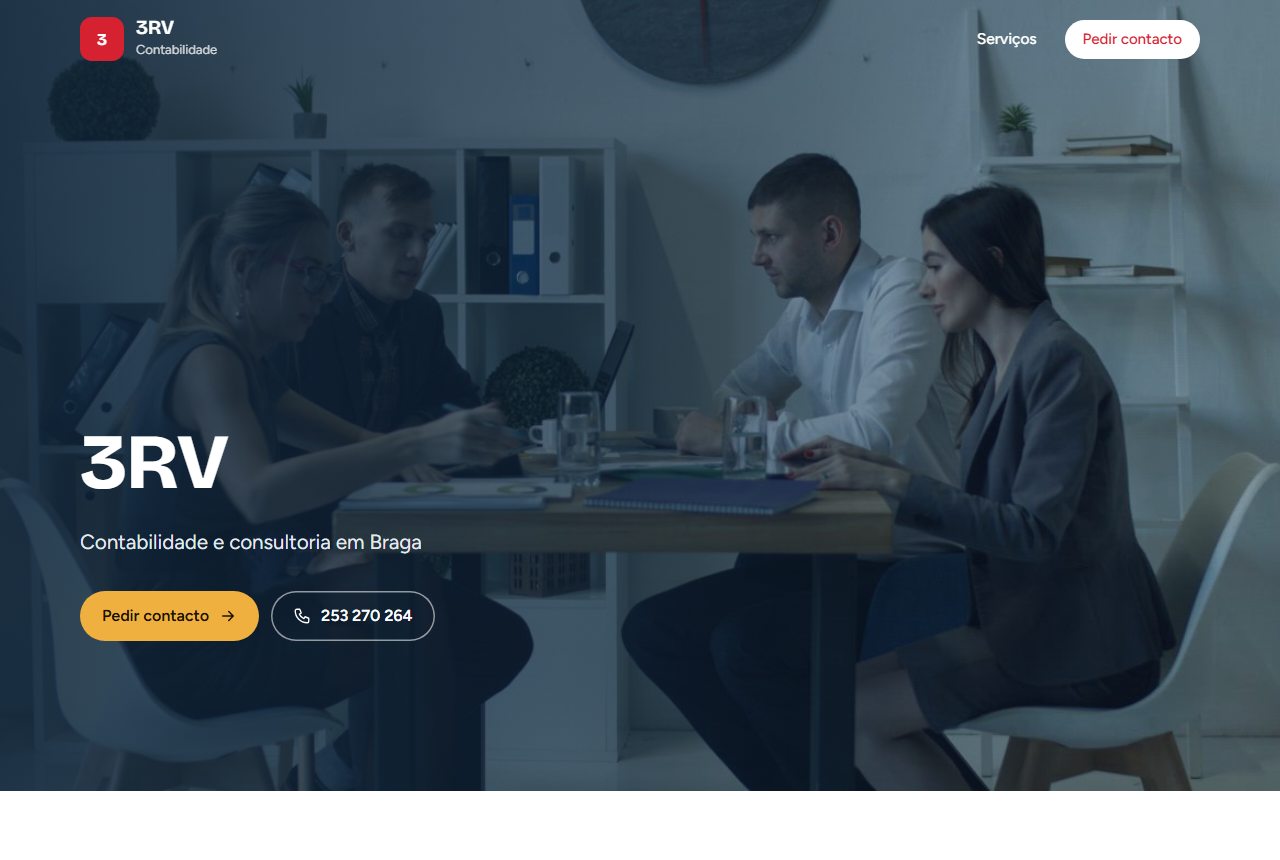 3
3RV
Contabilidade
Serviços
Pedir contacto
3RV
Contabilidade e consultoria em Braga
Pedir contacto
253 270 264